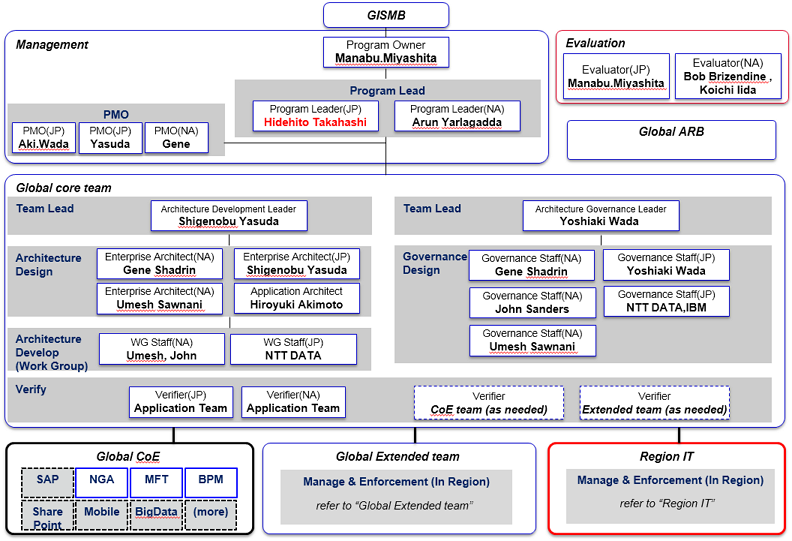 GISMB
Management
Program Owner
Manabu.Miyashita
Program Lead
Program Leader(JP)
Hidehito Takahashi
Program Leader(NA)
Arun Yarlagadda
PMO
PMO(JP)
Aki.Wada
PMO(JP)
Yasuda
PMO(NA)
Gene
Evaluation
Evaluator(JP)
Manabu.Miyashita
Evaluator(NA)
Bob Brizendine ,
Koichi Iida
Global ARB
Global core team
Team Lead
Architecture Development Leader
Shigenobu Yasuda
Team Lead
Architecture Governance Leader
Yoshiaki Wada
Architecture
Design
Enterprise Architect(NA)
Gene Shadrin
Enterprise Architect(JP)
Shigenobu Yasuda
Enterprise Architect(NA)
Umesh Sawnani
Application Architect
Hiroyuki Akimoto
Governance
Design
Governance Staff(NA)
Gene Shadrin
Governance Staff(JP)
Yoshiaki Wada
Governance Staff(NA)
John Sanders
Governance Staff(JP)
NTT DATA,IBM
Governance Staff(NA)
Umesh Sawnani
Architecture
Develop
(Work Group)
WG Staff(NA)
Umesh, John
WG Staff(JP)
NTT DATA
Verify
Verifier(JP)
Application Team
Verifier(NA)
Application Team
Verifier
CoE team (as needed)
Verifier
Extended team (as needed)
Global CoE
SAP
NGA
MFT
BPM
Share
Point
Mobile
BigData
(more)
Global Extended team
Manage & Enforcement (In Region)
refer to “Global Extended team”
Region IT
Manage & Enforcement (In Region)
refer to “Region IT”